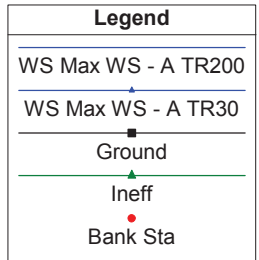 Legend
WS Max WS - A TR200
WS Max WS - A TR30
Ground
Ineff
Bank Sta